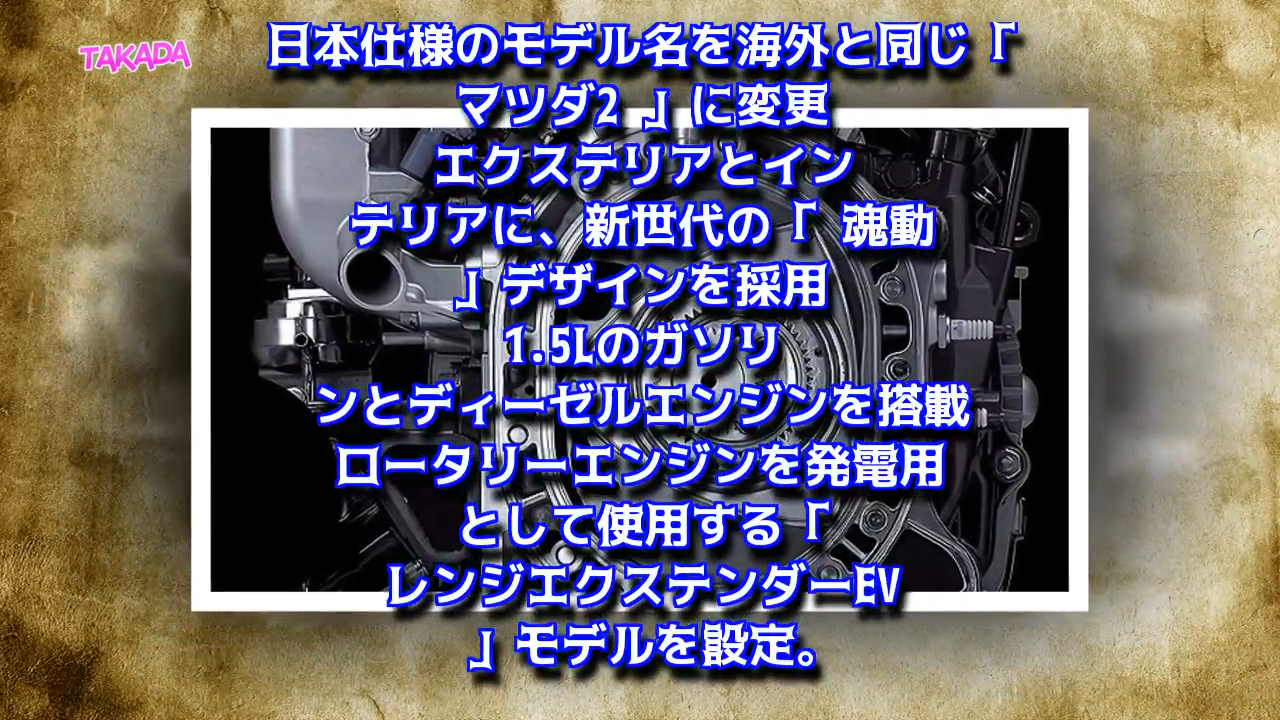 TAKADA
日本仕様のモデル名を海外と同じ「
マツダ2 」に変更
エクステリアとイン
テリアに、新世代の「 魂動
」デザインを採用
1.5Lのガソリ
ンとディーゼルエンジンを搭載
ロータリーエンジンを発電用
として使用する「
レンジエクステンダーEV
」モデルを設定。